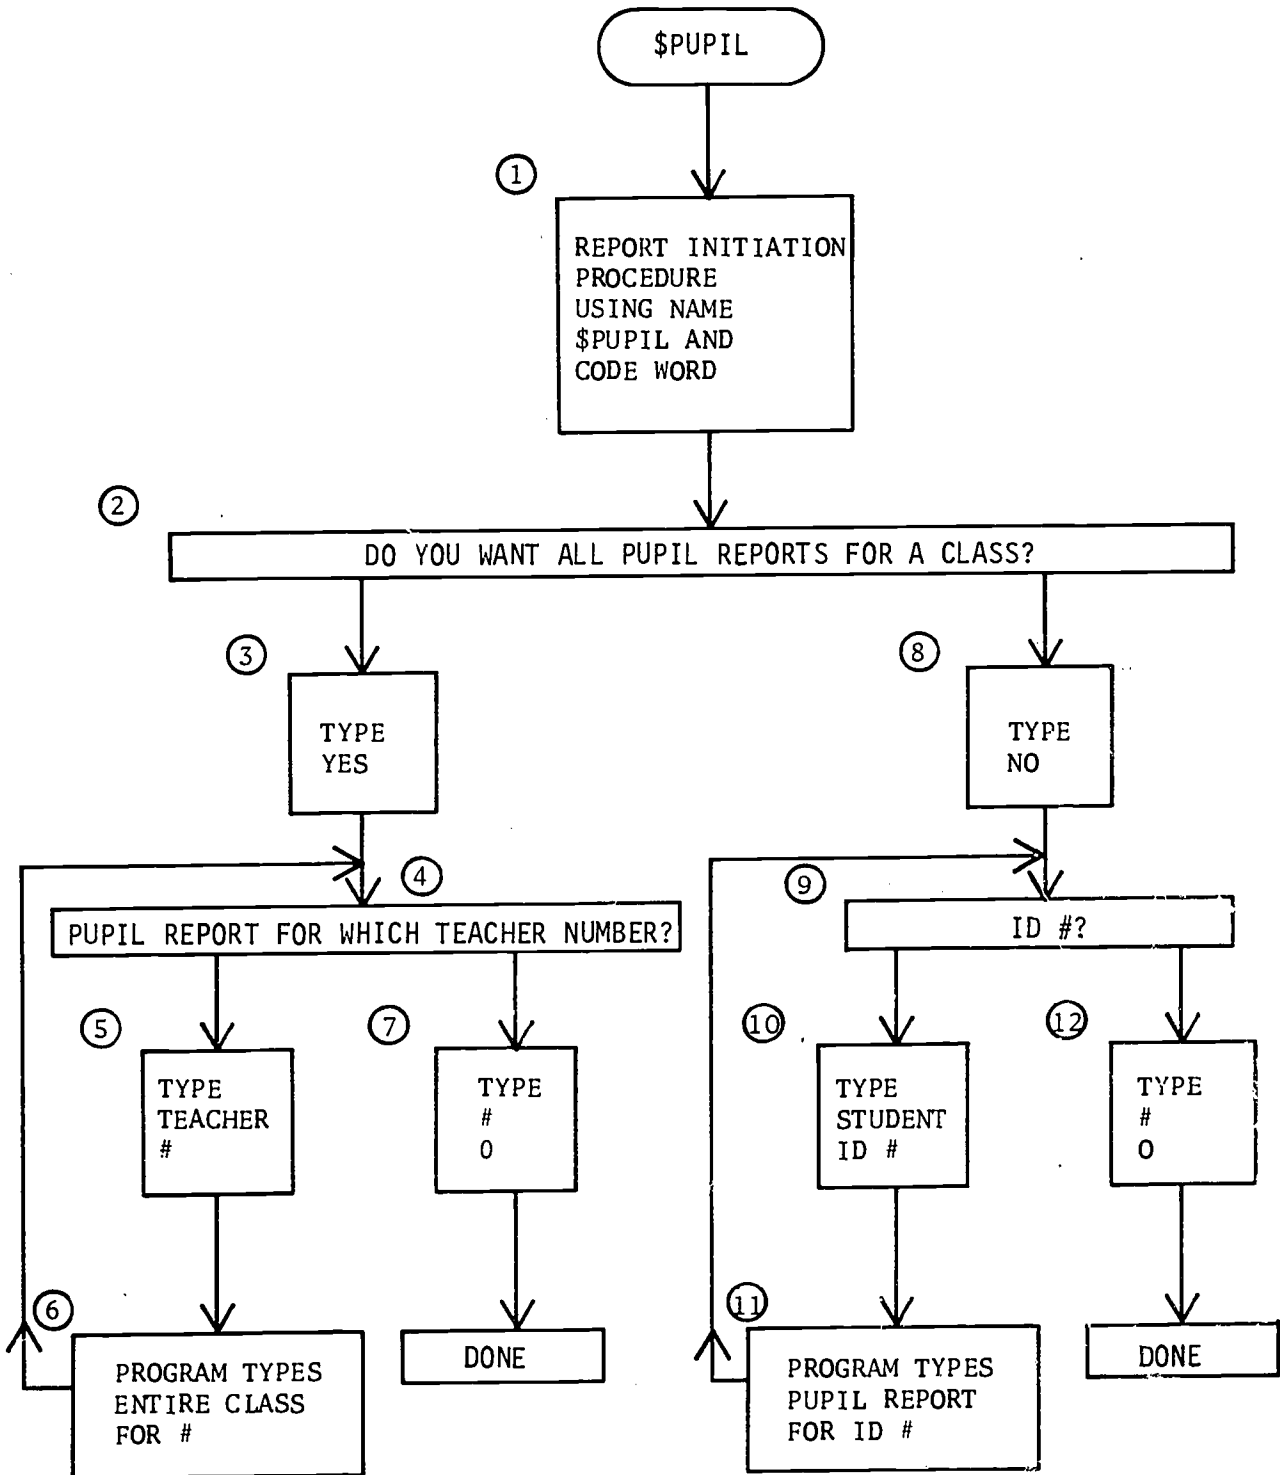 $PUPIL
1
REPORT INITIATION
PROCEDURE
USING NAME
$PUPIL AND
CODE WORD
2
DO YOU WANT ALL PUPIL REPORTS FOR A CLASS?
3
TYPE
YES
8
TYPE
NO
4
PUPIL REPORT FOR WHICH TEACHER NUMBER?
9
ID #?
5
TYPE
TEACHER
#
7
TYPE
#
0
10
TYPE
STUDENT
ID #
12
TYPE
#
0
6
PROGRAM TYPES
ENTIRE CLASS
FOR #
DONE
11
PROGRAM TYPES
PUPIL REPORT
FOR ID #
DONE